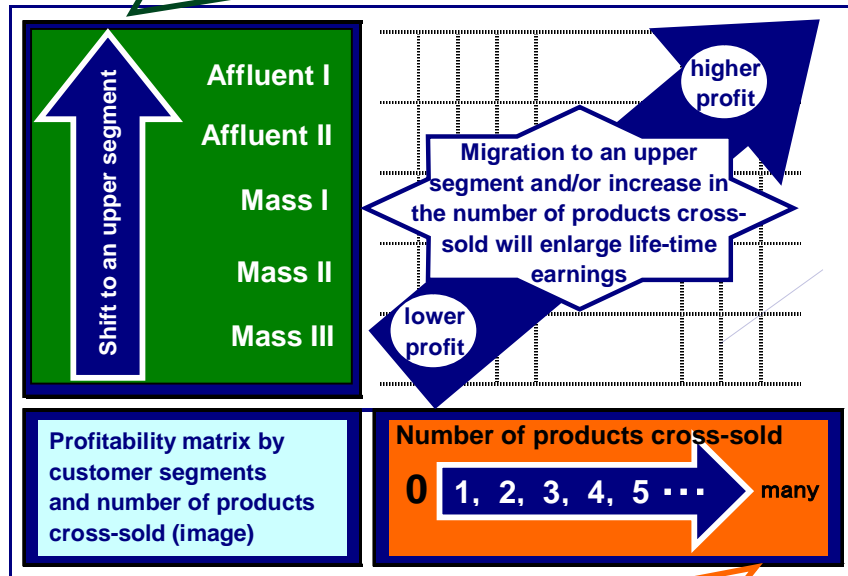 Shift to an upper segment
Affluent I
Affluent II
Mass I
Mass II
Mass III
higher
profit
Migration to an upper
segment and/or increase in
the number of products cross-
sold will enlarge life-time
earnings
lower
profit
Profitability matrix by
customer segments
and number of products
cross-sold (image)
Number of products cross-sold
0 1, 2, 3, 4, 5 ··· many